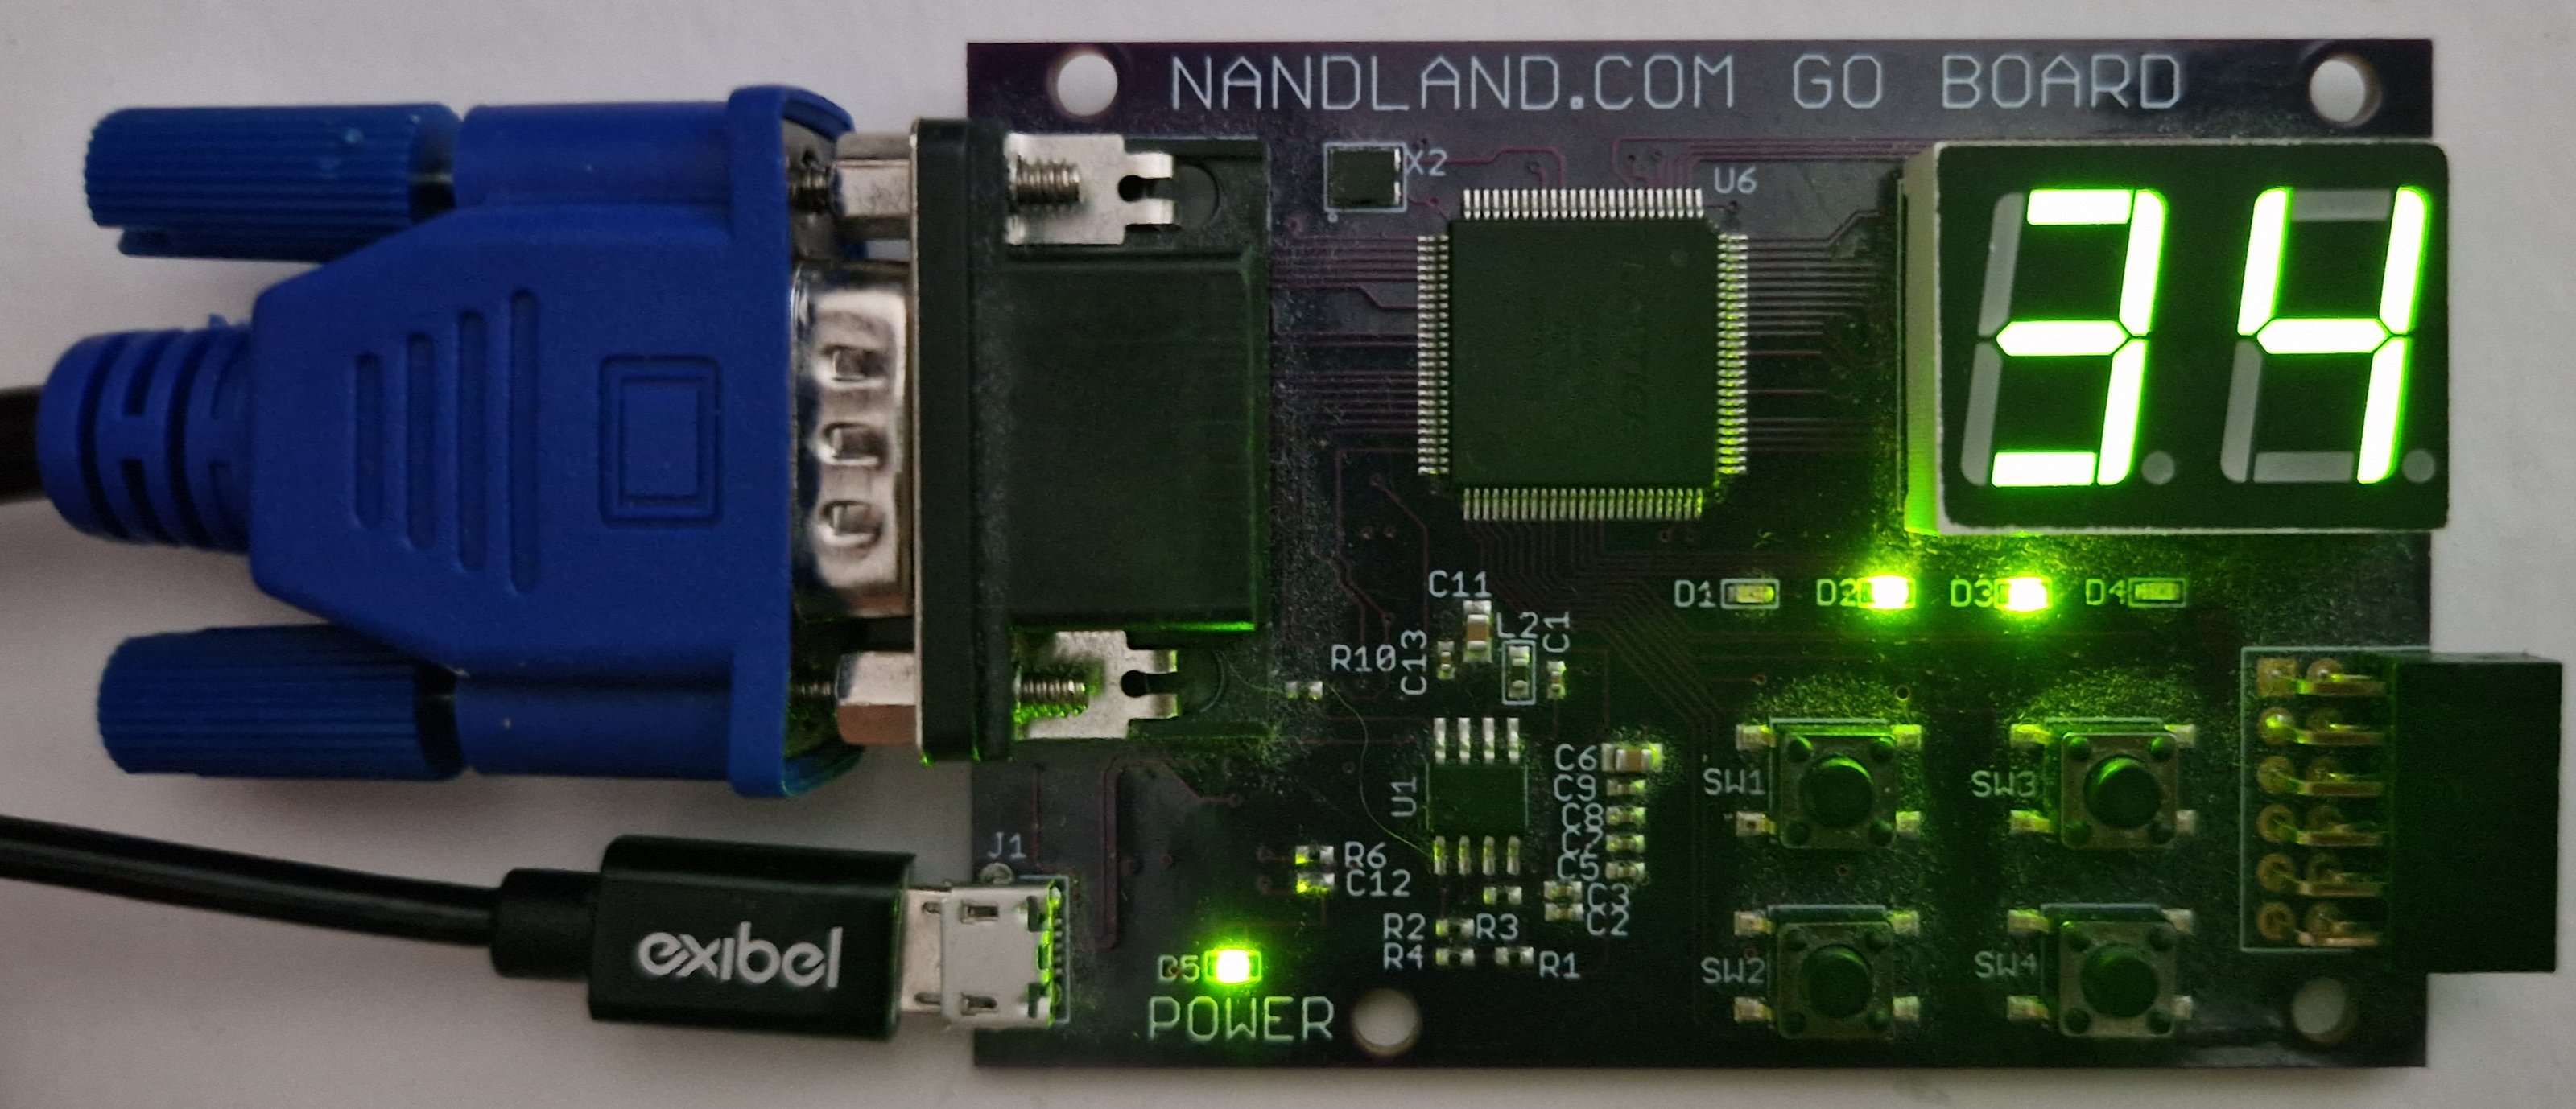 NANDLAND.COM GO BOARD
X2
U6
34
D1
D2
D3
D4
C11
L2
C1
C13
R10
U1
C6
C9
C8
C7
C5
C3
C2
SW1
SW3
J1
R6
C12
R2
R3
R4
R1
SW2
SW4
exibel
D5
POWER